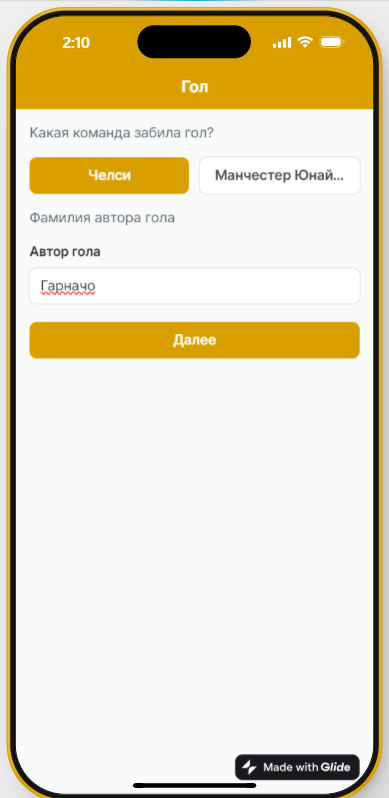 2:10
Гол
Какая команда забила гол?
Челси
Манчестер Юнай...
Фамилия автора гола
Автор гола
Гарначо
Далее
Made with Glide